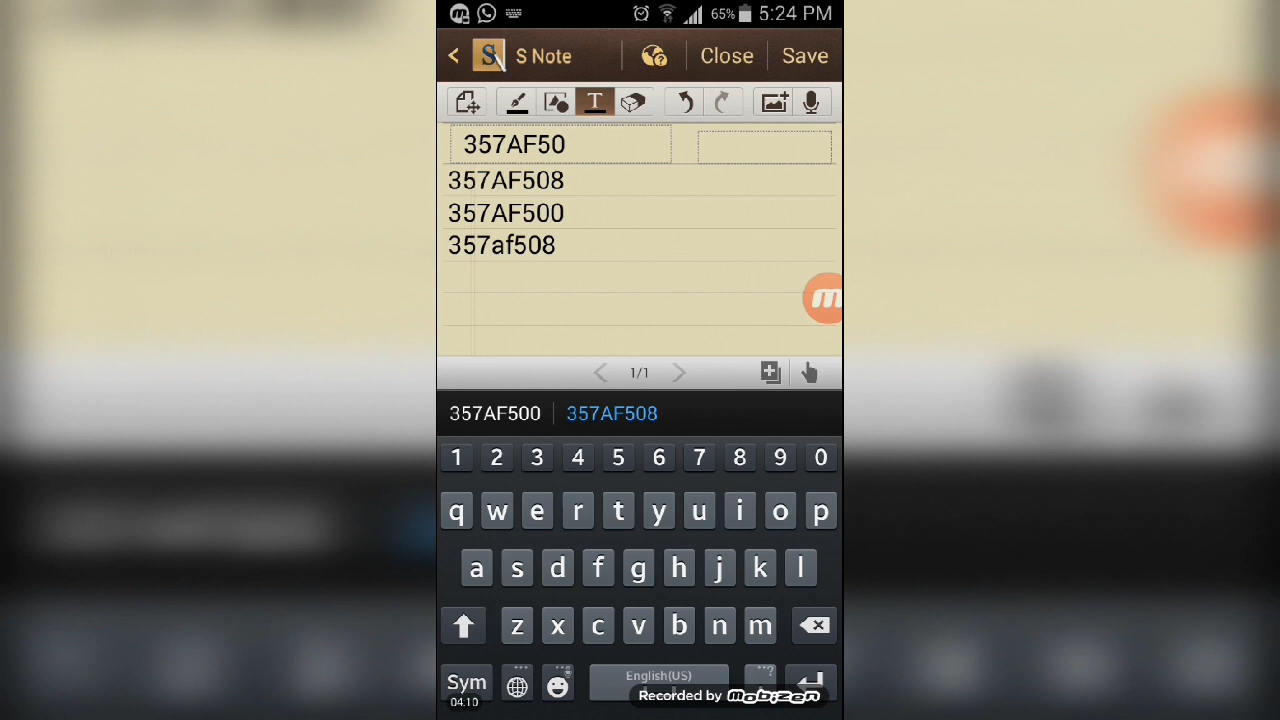 65% 5:24 PM
S Note Close Save
T
357AF50
357AF508
357AF500
357af508
1/1
357AF500 357AF508
1 2 3 4 5 6 7 8 9 0
q w e r t y u i o p
a s d f g h j k l
z x c v b n m
Sym English(US)
04:10 Recorded by mobizen